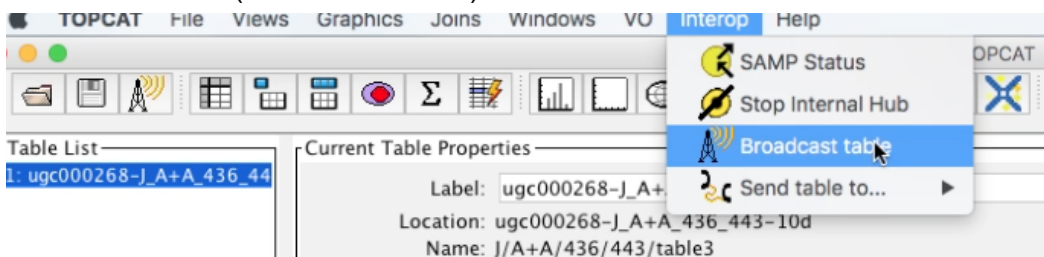 TOPCAT File Views Graphics Joins Windows VO Interop Help
OPCAT
SAMP Status
Stop Internal Hub
Broadcast table
Send table to...
Table List
1: ugc000268-J_A+A_436_44
Current Table Properties
Label: ugc000268-J_A+
Location: ugc000268-J_A+A_436_443-10d
Name: J/A+A/436/443/table3